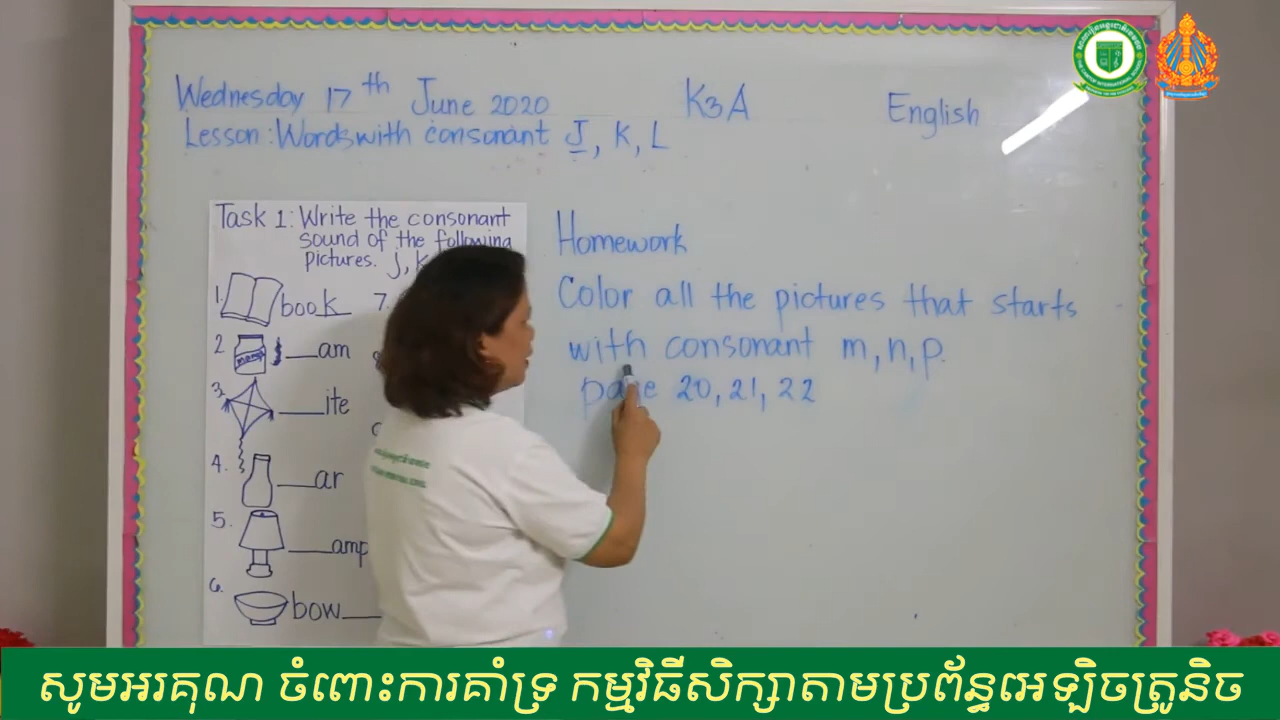 Wednesday 17th June 2020 K3A English
Lesson: Words with consonant J, K, L
Task 1: Write the consonant
sound of the following
pictures. j, k
1. book
2 ___am
3. ___ite
4. ___ar
5. ___amp
6. bow___
7.
Homework
Color all the pictures that starts
with consonant m, n, p.
page 20, 21, 22
សូមអរគុណ ចំពោះការគាំទ្រ កម្មវិធីសិក្សាតាមប្រព័ន្ធអេឡិចត្រូនិច